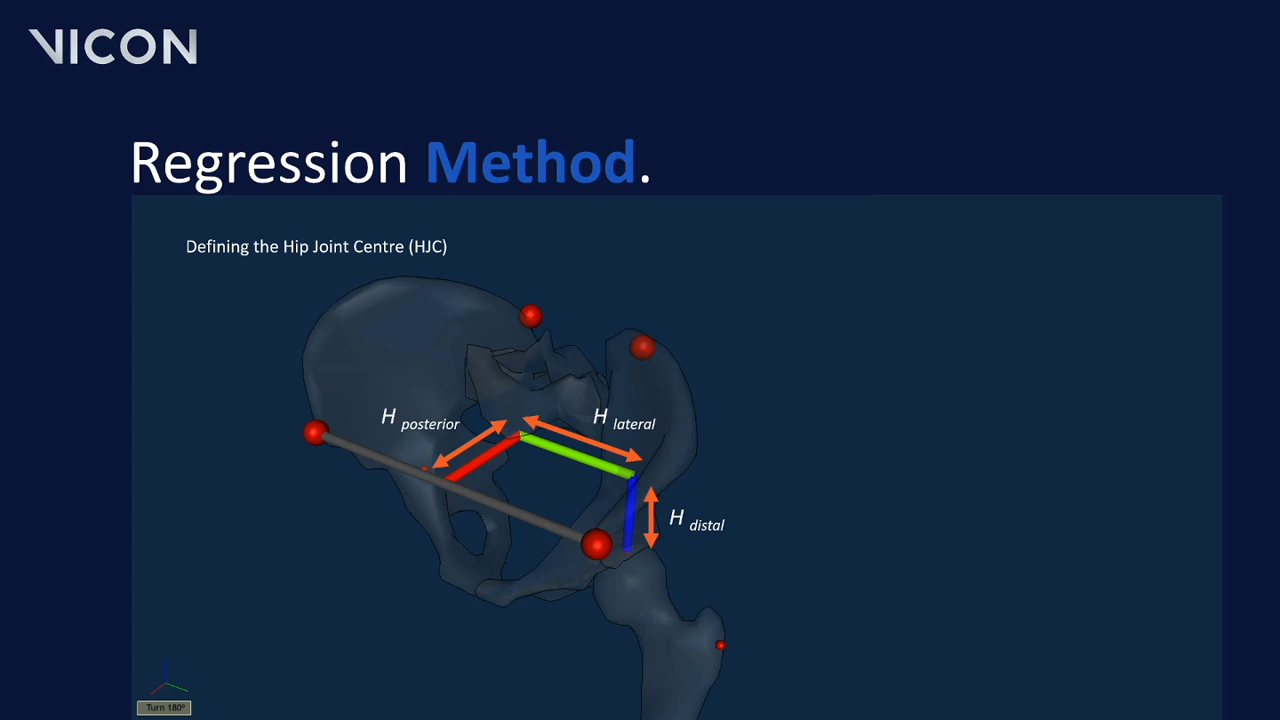 VICON
Regression Method.
Defining the Hip Joint Centre (HJC)
H posterior
H lateral
H distal
Turn 180°